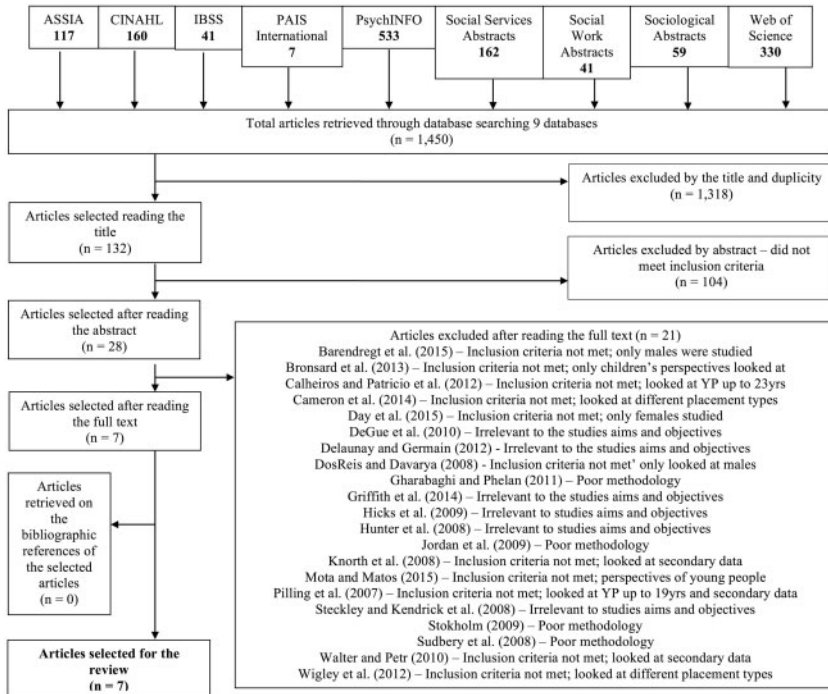 ASSIA
117
CINAHL
160
IBSS
41
PAIS
International
7
PsychINFO
533
Social Services
Abstracts
162
Social
Work
Abstracts
41
Sociological
Abstracts
59
Web of
Science
330
Total articles retrieved through database searching 9 databases
(n = 1,450)
Articles excluded by the title and duplicity
(n = 1,318)
Articles selected reading the
title
(n = 132)
Articles excluded by abstract – did not
meet inclusion criteria
(n = 104)
Articles selected after reading
the abstract
(n = 28)
Articles excluded after reading the full text (n = 21)
Barendregt et al. (2015) – Inclusion criteria not met; only males were studied
Bronsard et al. (2013) – Inclusion criteria not met; only children's perspectives looked at
Calheiros and Patricio et al. (2012) – Inclusion criteria not met; looked at YP up to 23yrs
Cameron et al. (2014) – Inclusion criteria not met; looked at different placement types
Day et al. (2015) – Inclusion criteria not met; only females studied
DeGue et al. (2010) – Irrelevant to the studies aims and objectives
Delaunay and Germain (2012) - Irrelevant to the studies aims and objectives
DosReis and Davarya (2008) - Inclusion criteria not met' only looked at males
Gharabaghi and Phelan (2011) – Poor methodology
Griffith et al. (2014) – Irrelevant to the studies aims and objectives
Hicks et al. (2009) – Irrelevant to studies aims and objectives
Hunter et al. (2008) – Irrelevant to studies aims and objectives
Jordan et al. (2009) – Poor methodology
Knorth et al. (2008) – Inclusion criteria not met; looked at secondary data
Mota and Matos (2015) – Inclusion criteria not met; perspectives of young people
Pilling et al. (2007) – Inclusion criteria not met; looked at YP up to 19yrs and secondary data
Steckley and Kendrick et al. (2008) – Irrelevant to studies aims and objectives
Stokholm (2009) – Poor methodology
Sudbery et al. (2008) – Poor methodology
Walter and Petr (2010) – Inclusion criteria not met; looked at secondary data
Wigley et al. (2012) – Inclusion criteria not met; looked at different placement types
Articles selected after reading
the full text
(n = 7)
Articles
retrieved on
the
bibliographic
references of
the selected
articles
(n = 0)
Articles selected for the
review
(n = 7)